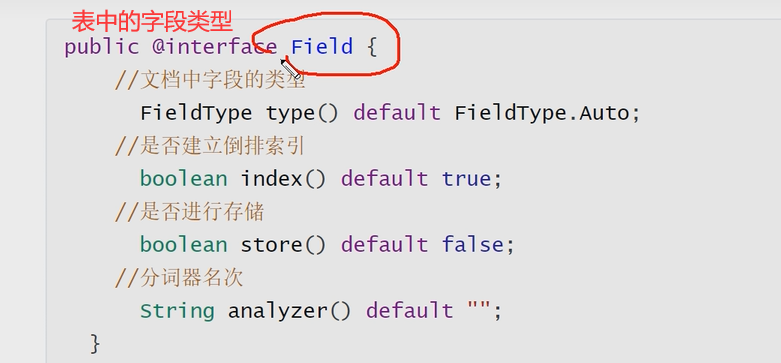 表中的字段类型
public @interface Field {
//文档中字段的类型
FieldType type() default FieldType.Auto;
//是否建立倒排索引
boolean index() default true;
//是否进行存储
boolean store() default false;
//分词器名次
String analyzer() default "";
}